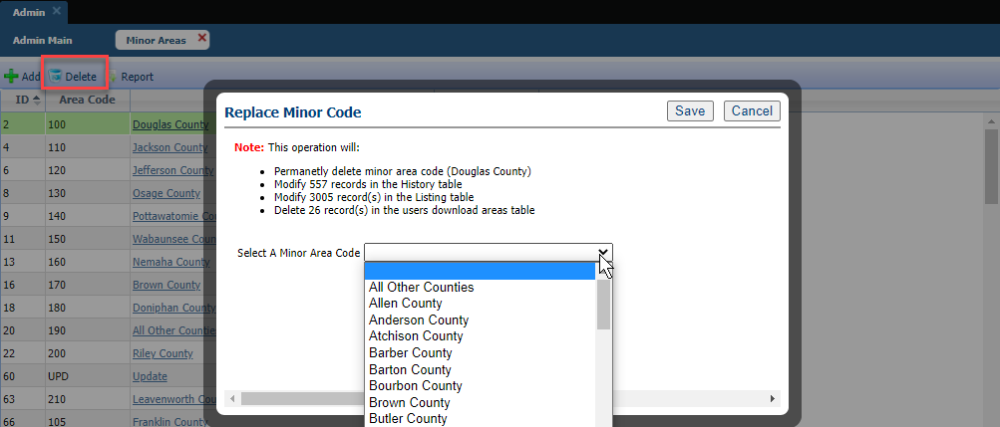 Admin
Admin Main Minor Areas
Add Delete Report
ID Area Code
2 100 Douglas County
4 110 Jackson County
6 120 Jefferson County
8 130 Osage County
9 140 Pottawatomie Co
11 150 Wabaunsee Coun
13 160 Nemaha County
16 170 Brown County
18 180 Doniphan County
20 190 All Other Counties
22 200 Riley County
60 UPD Update
63 210 Leavenworth Coun
66 105 Franklin County
Replace Minor Code Save Cancel
Note: This operation will:
• Permanetly delete minor area code (Douglas County)
• Modify 557 records in the History table
• Modify 3005 record(s) in the Listing table
• Delete 26 record(s) in the users download areas table
Select A Minor Area Code
All Other Counties
Allen County
Anderson County
Atchison County
Barber County
Barton County
Bourbon County
Brown County
Butler County